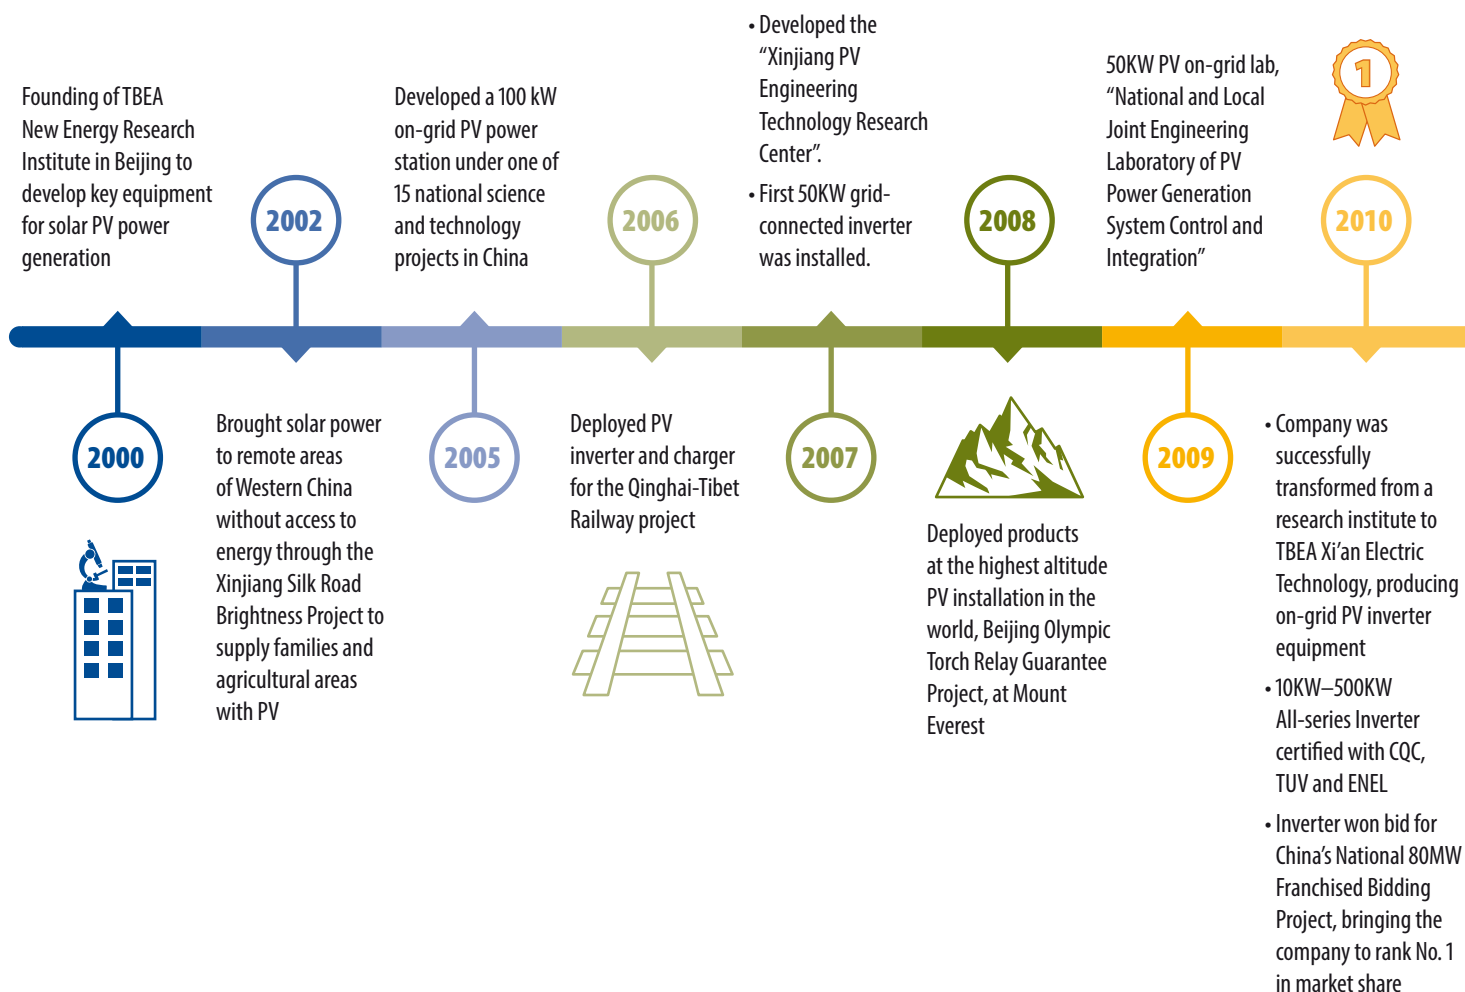 Founding of TBEA
New Energy Research
Institute in Beijing to
develop key equipment
for solar PV power
generation
2000
2002
Brought solar power
to remote areas
of Western China
without access to
energy through the
Xinjiang Silk Road
Brightness Project to
supply families and
agricultural areas
with PV
Developed a 100 kW
on-grid PV power
station under one of
15 national science
and technology
projects in China
2005
2006
Deployed PV
inverter and charger
for the Qinghai-Tibet
Railway project
• Developed the
“Xinjiang PV
Engineering
Technology Research
Center”.
• First 50KW grid-
connected inverter
was installed.
2007
2008
Deployed products
at the highest altitude
PV installation in the
world, Beijing Olympic
Torch Relay Guarantee
Project, at Mount
Everest
50KW PV on-grid lab,
“National and Local
Joint Engineering
Laboratory of PV
Power Generation
System Control and
Integration”
2009
1
2010
• Company was
successfully
transformed from a
research institute to
TBEA Xi’an Electric
Technology, producing
on-grid PV inverter
equipment
• 10KW–500KW
All-series Inverter
certified with CQC,
TUV and ENEL
• Inverter won bid for
China’s National 80MW
Franchised Bidding
Project, bringing the
company to rank No. 1
in market share